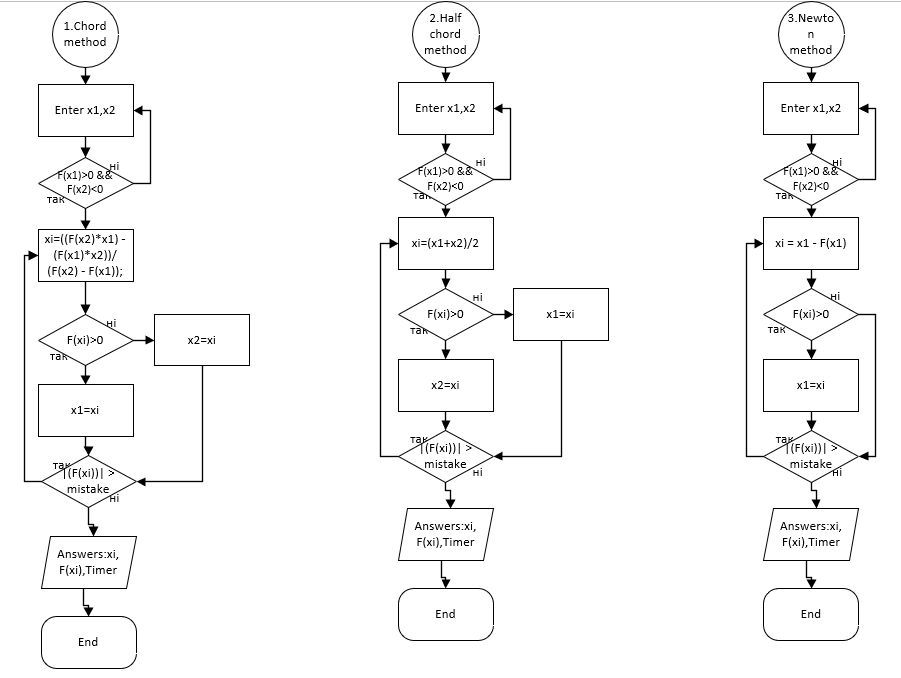 1.Chord
method
Enter x1,x2
F(x1)>0 &&
F(x2)<0
ні
так
xi=((F(x2)*x1) -
(F(x1)*x2))/
(F(x2) - F(x1));
F(xi)>0
ні
так
x2=xi
x1=xi
так
|(F(xi))| >
mistake
ні
Answers:xi,
F(xi),Timer
End
2.Half
chord
method
Enter x1,x2
ні
F(x1)>0 &&
F(x2)<0
так
xi=(x1+x2)/2
ні
F(xi)>0
так
x1=xi
x2=xi
так
|(F(xi))| >
mistake
ні
Answers:xi,
F(xi),Timer
End
3.Newto
n
method
Enter x1,x2
ні
F(x1)>0 &&
F(x2)<0
так
xi = x1 - F(x1)
ні
F(xi)>0
так
x1=xi
так
|(F(xi))| >
mistake
ні
Answers:xi,
F(xi),Timer
End